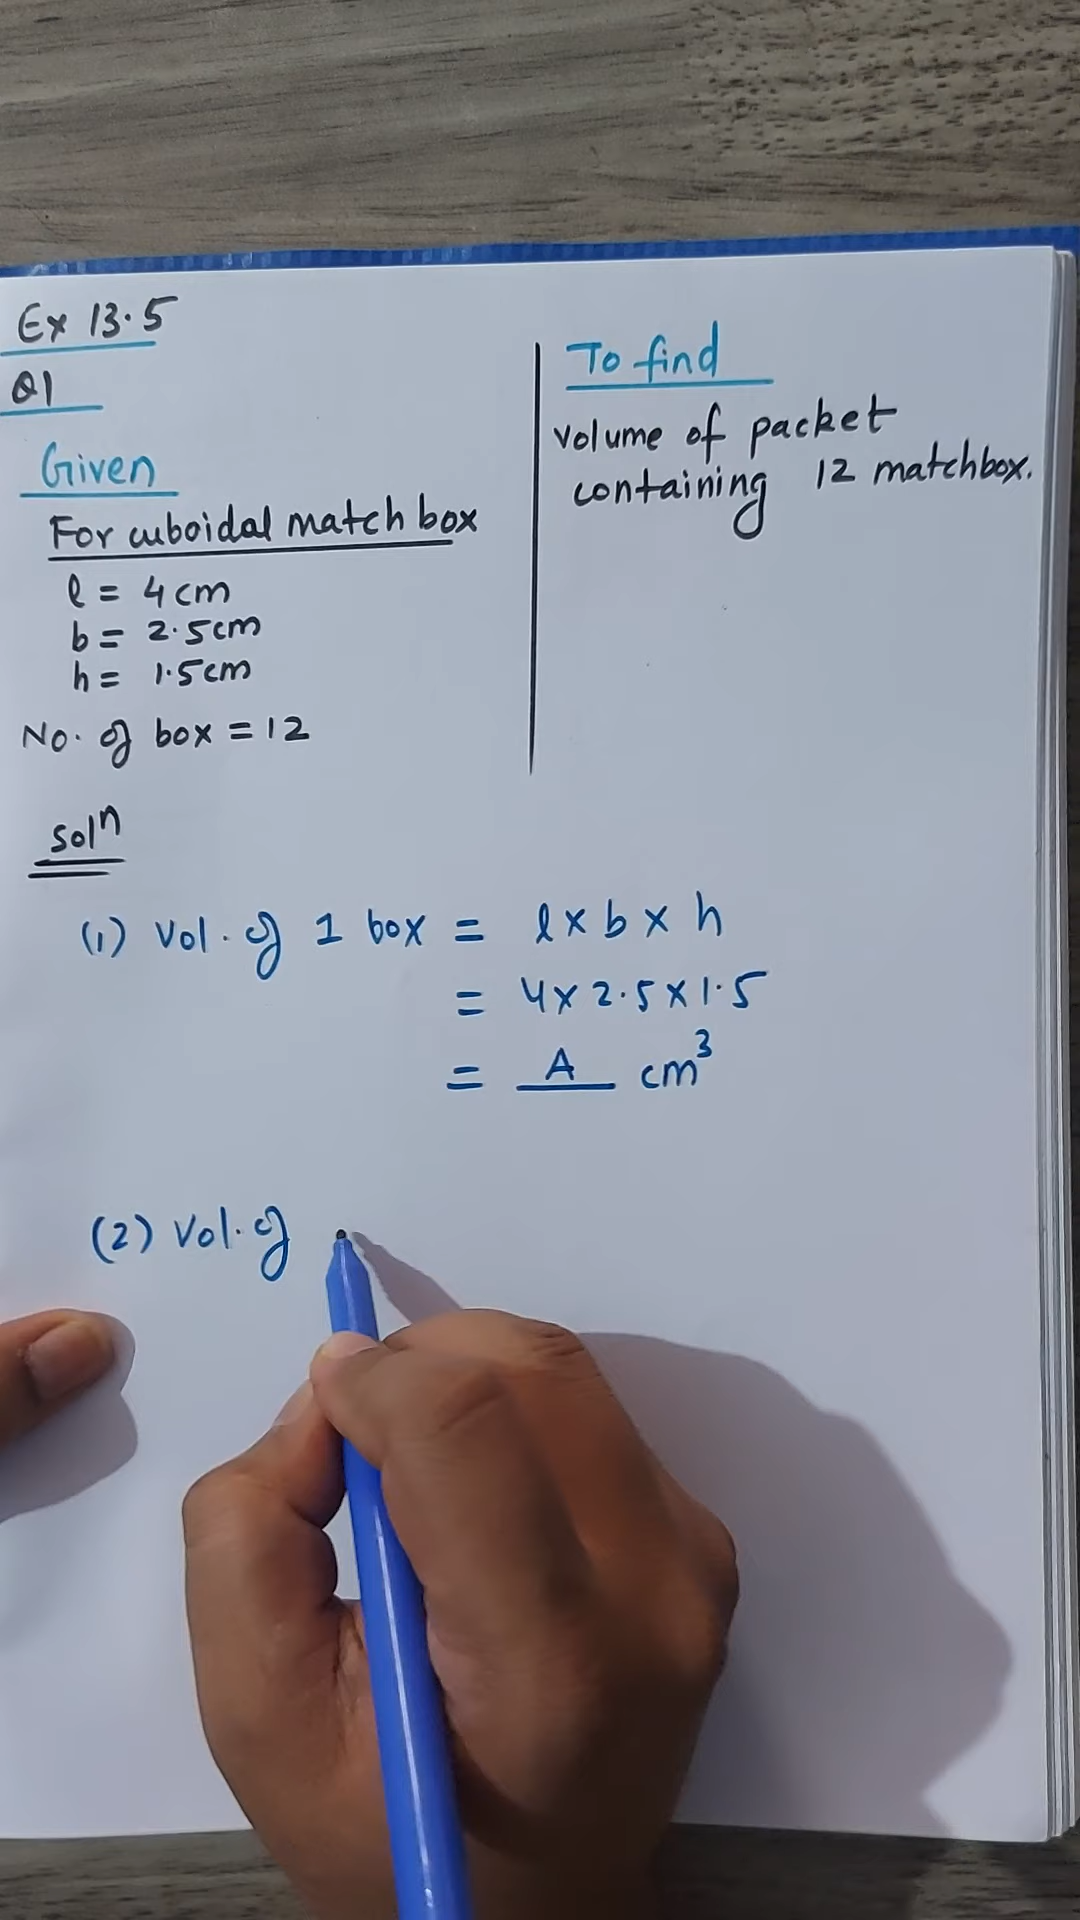 Ex 13.5
Q1
Given
For cuboidal match box
l = 4cm
b = 2.5cm
h = 1.5cm
No. of box = 12
To find
volume of packet
containing 12 matchbox.
Solⁿ
(1) Vol. of 1 box = l × b × h
= 4 × 2.5 × 1.5
= A cm³
(2) Vol. of